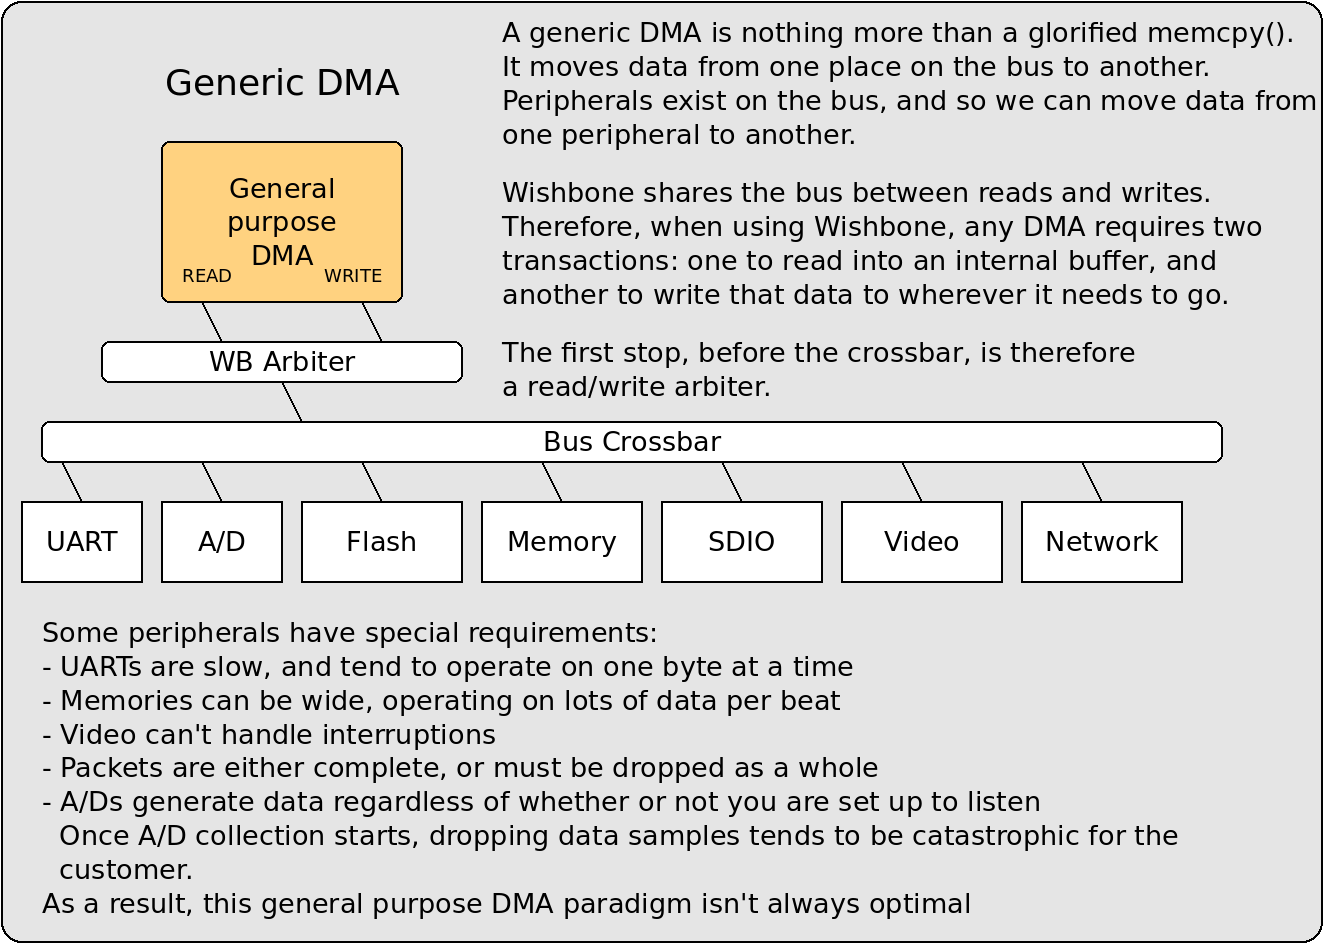 Generic DMA
General
purpose
DMA
READ
WRITE
WB Arbiter
A generic DMA is nothing more than a glorified memcpy().
It moves data from one place on the bus to another.
Peripherals exist on the bus, and so we can move data from
one peripheral to another.
Wishbone shares the bus between reads and writes.
Therefore, when using Wishbone, any DMA requires two
transactions: one to read into an internal buffer, and
another to write that data to wherever it needs to go.
The first stop, before the crossbar, is therefore
a read/write arbiter.
Bus Crossbar
UART
A/D
Flash
Memory
SDIO
Video
Network
Some peripherals have special requirements:
- UARTs are slow, and tend to operate on one byte at a time
- Memories can be wide, operating on lots of data per beat
- Video can't handle interruptions
- Packets are either complete, or must be dropped as a whole
- A/Ds generate data regardless of whether or not you are set up to listen
Once A/D collection starts, dropping data samples tends to be catastrophic for the
customer.
As a result, this general purpose DMA paradigm isn't always optimal